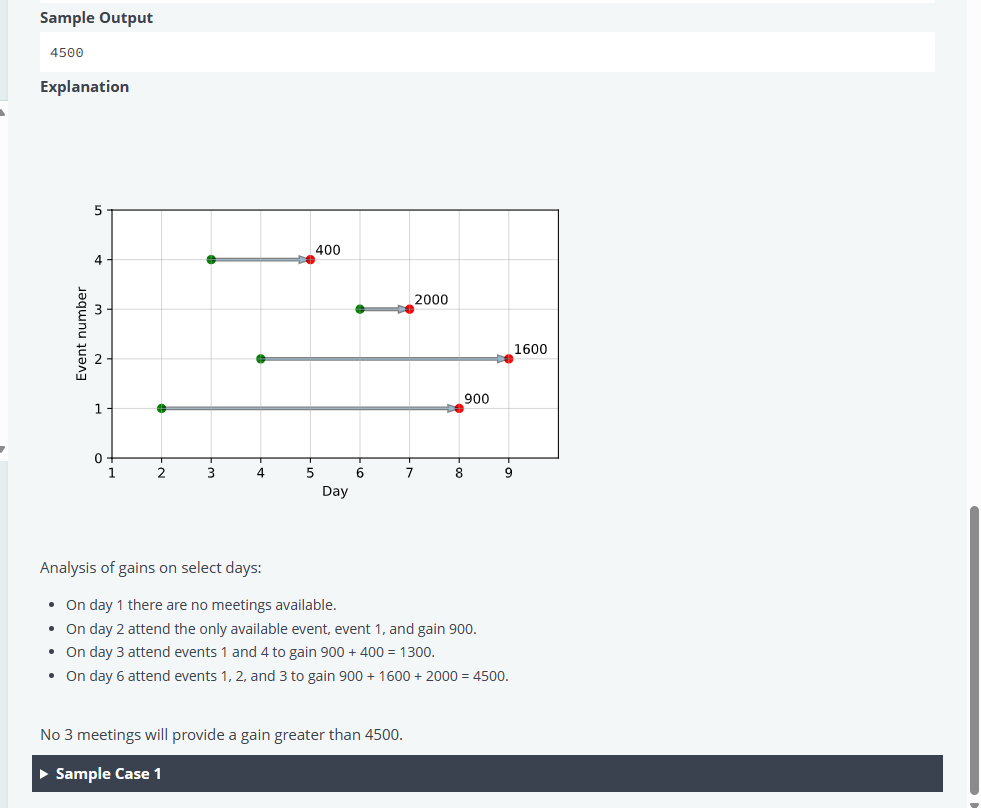 Sample Output
4500
Explanation
5
400
4
2000
3
1600
2
900
1
0
Event number
1 2 3 4 5 6 7 8 9
Day
Analysis of gains on select days:
• On day 1 there are no meetings available.
• On day 2 attend the only available event, event 1, and gain 900.
• On day 3 attend events 1 and 4 to gain 900 + 400 = 1300.
• On day 6 attend events 1, 2, and 3 to gain 900 + 1600 + 2000 = 4500.
No 3 meetings will provide a gain greater than 4500.
Sample Case 1